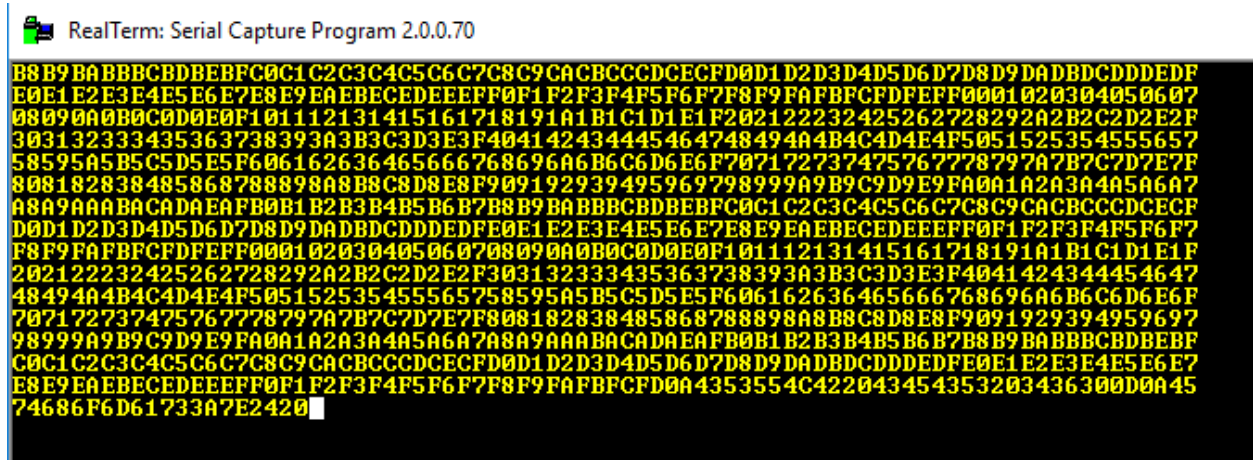 RealTerm: Serial Capture Program 2.0.0.70
B8B9BABBBCBDBEBFC0C1C2C3C4C5C6C7C8C9CACBCCCDCECFD0D1D2D3D4D5D6D7D8D9DADBDCDDDEDF
E0E1E2E3E4E5E6E7E8E9EAEBECEDEEEFF0F1F2F3F4F5F6F7F8F9FAFBFCFDFEFF0001020304050607
08090A0B0C0D0E0F101112131415161718191A1B1C1D1E1F202122232425262728292A2B2C2D2E2F
303132333435363738393A3B3C3D3E3F404142434445464748494A4B4C4D4E4F5051525354555657
58595A5B5C5D5E5F606162636465666768696A6B6C6D6E6F707172737475767778797A7B7C7D7E7F
808182838485868788898A8B8C8D8E8F909192939495969798999A9B9C9D9E9FA0A1A2A3A4A5A6A7
A8A9AAABACADAEAFB0B1B2B3B4B5B6B7B8B9BABBBCBDBEBFC0C1C2C3C4C5C6C7C8C9CACBCCCDCECF
D0D1D2D3D4D5D6D7D8D9DADBDCDDDEDFE0E1E2E3E4E5E6E7E8E9EAEBECEDEEEFF0F1F2F3F4F5F6F7
F8F9FAFBFCFDFEFF000102030405060708090A0B0C0D0E0F101112131415161718191A1B1C1D1E1F
202122232425262728292A2B2C2D2E2F303132333435363738393A3B3C3D3E3F4041424344454647
48494A4B4C4D4E4F505152535455565758595A5B5C5D5E5F606162636465666768696A6B6C6D6E6F
707172737475767778797A7B7C7D7E7F808182838485868788898A8B8C8D8E8F9091929394959697
98999A9B9C9D9E9FA0A1A2A3A4A5A6A7A8A9AAABACADAEAFB0B1B2B3B4B5B6B7B8B9BABBBCBDBEBF
C0C1C2C3C4C5C6C7C8C9CACBCCCDCECFD0D1D2D3D4D5D6D7D8D9DADBDCDDDEDFE0E1E2E3E4E5E6E7
E8E9EAEBECEDEEEFF0F1F2F3F4F5F6F7F8F9FAFBFCFD0A4353554C422043454353203436300D0A45
74686F6D61733A7E2420